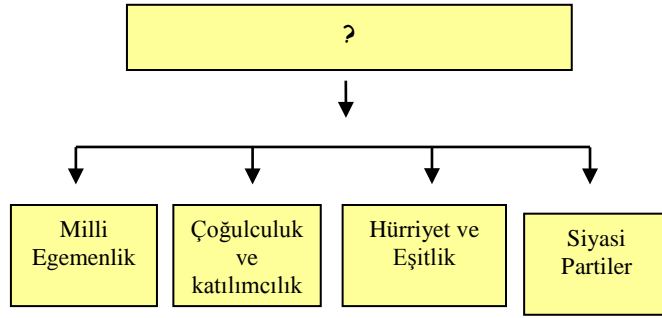 ?
Milli
Egemenlik
Çoğulculuk
ve
katılımcılık
Hürriyet ve
Eşitlik
Siyasi
Partiler